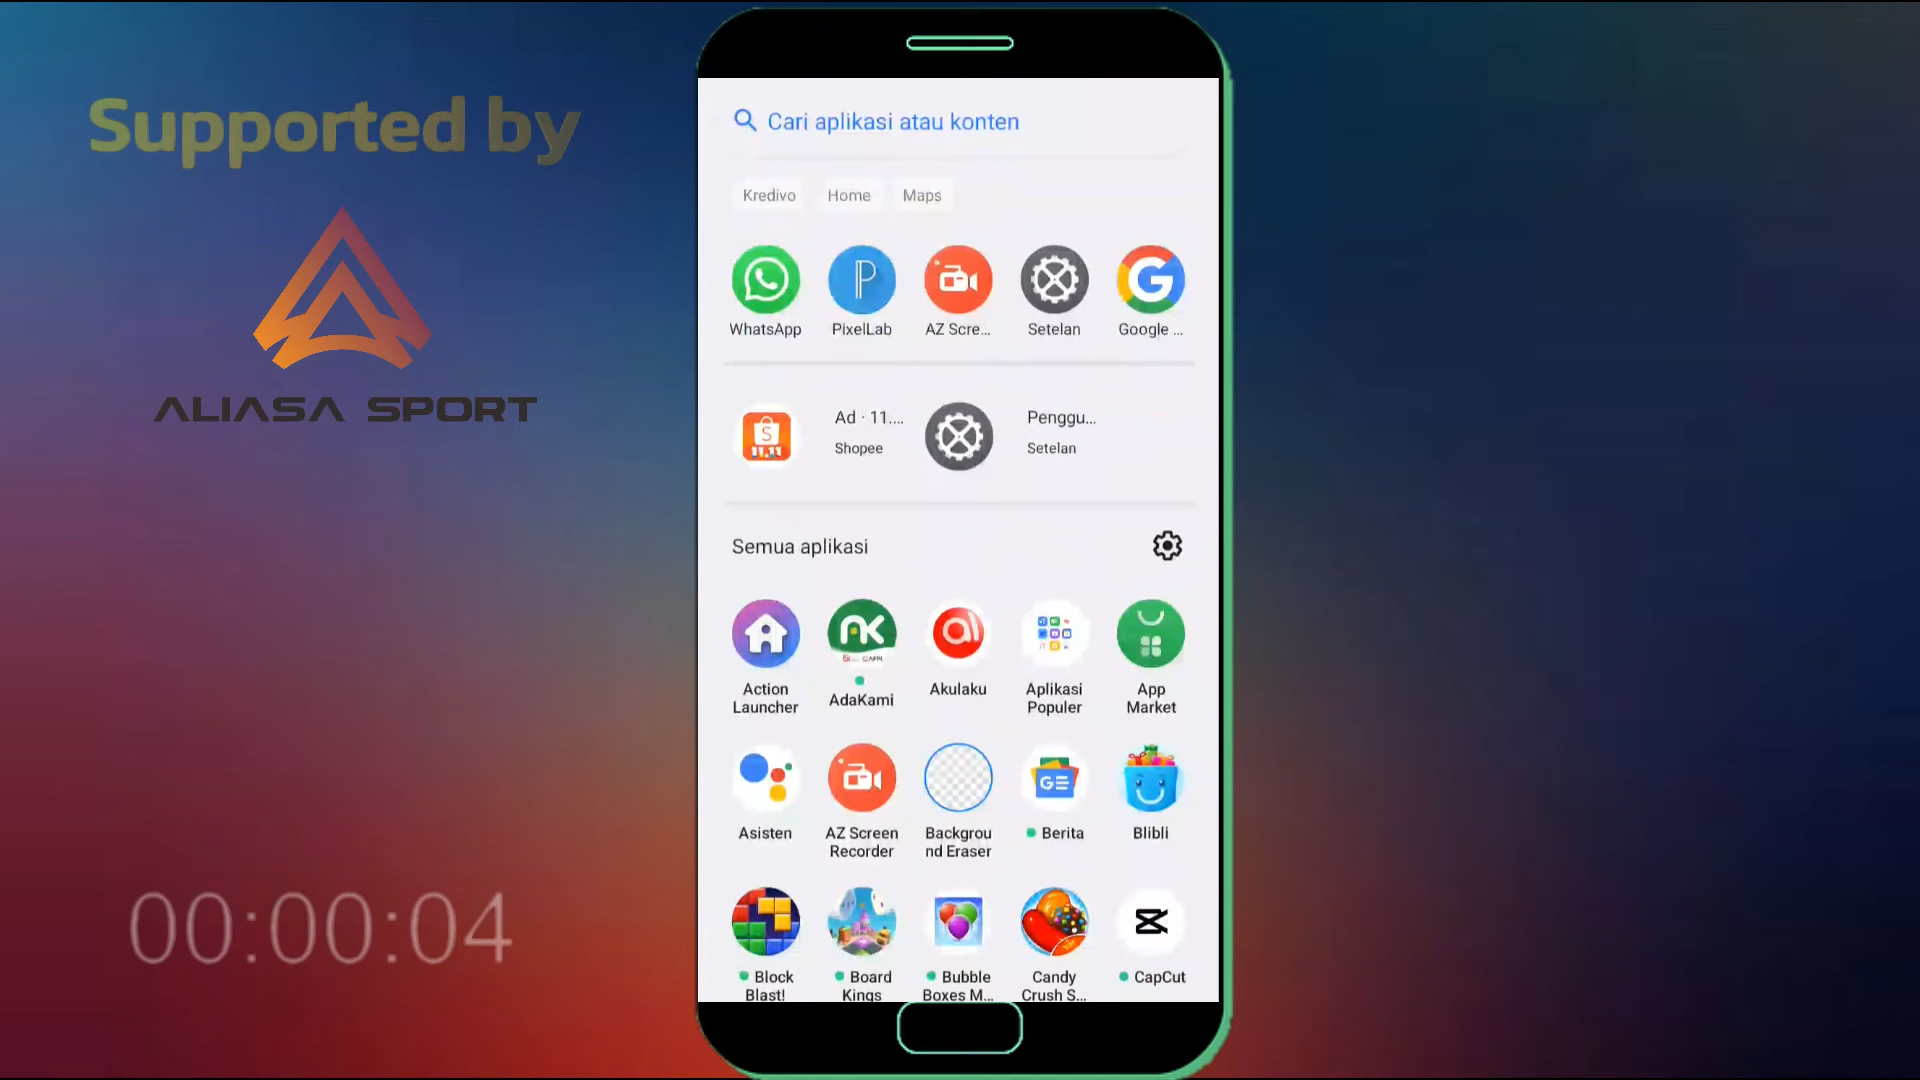 Supported by
ALIASA SPORT
00:00:04
Cari aplikasi atau konten
Kredivo Home Maps
WhatsApp PixelLab AZ Scre... Setelan Google ...
Ad · 11.... Penggu...
Shopee Setelan
11.11
Semua aplikasi
Action AdaKami Akulaku Aplikasi App
Launcher Populer Market
Asisten AZ Screen Backgrou Berita Blibli
Recorder nd Eraser
Block Board Bubble Candy CapCut
Blast! Kings Boxes M... Crush S...